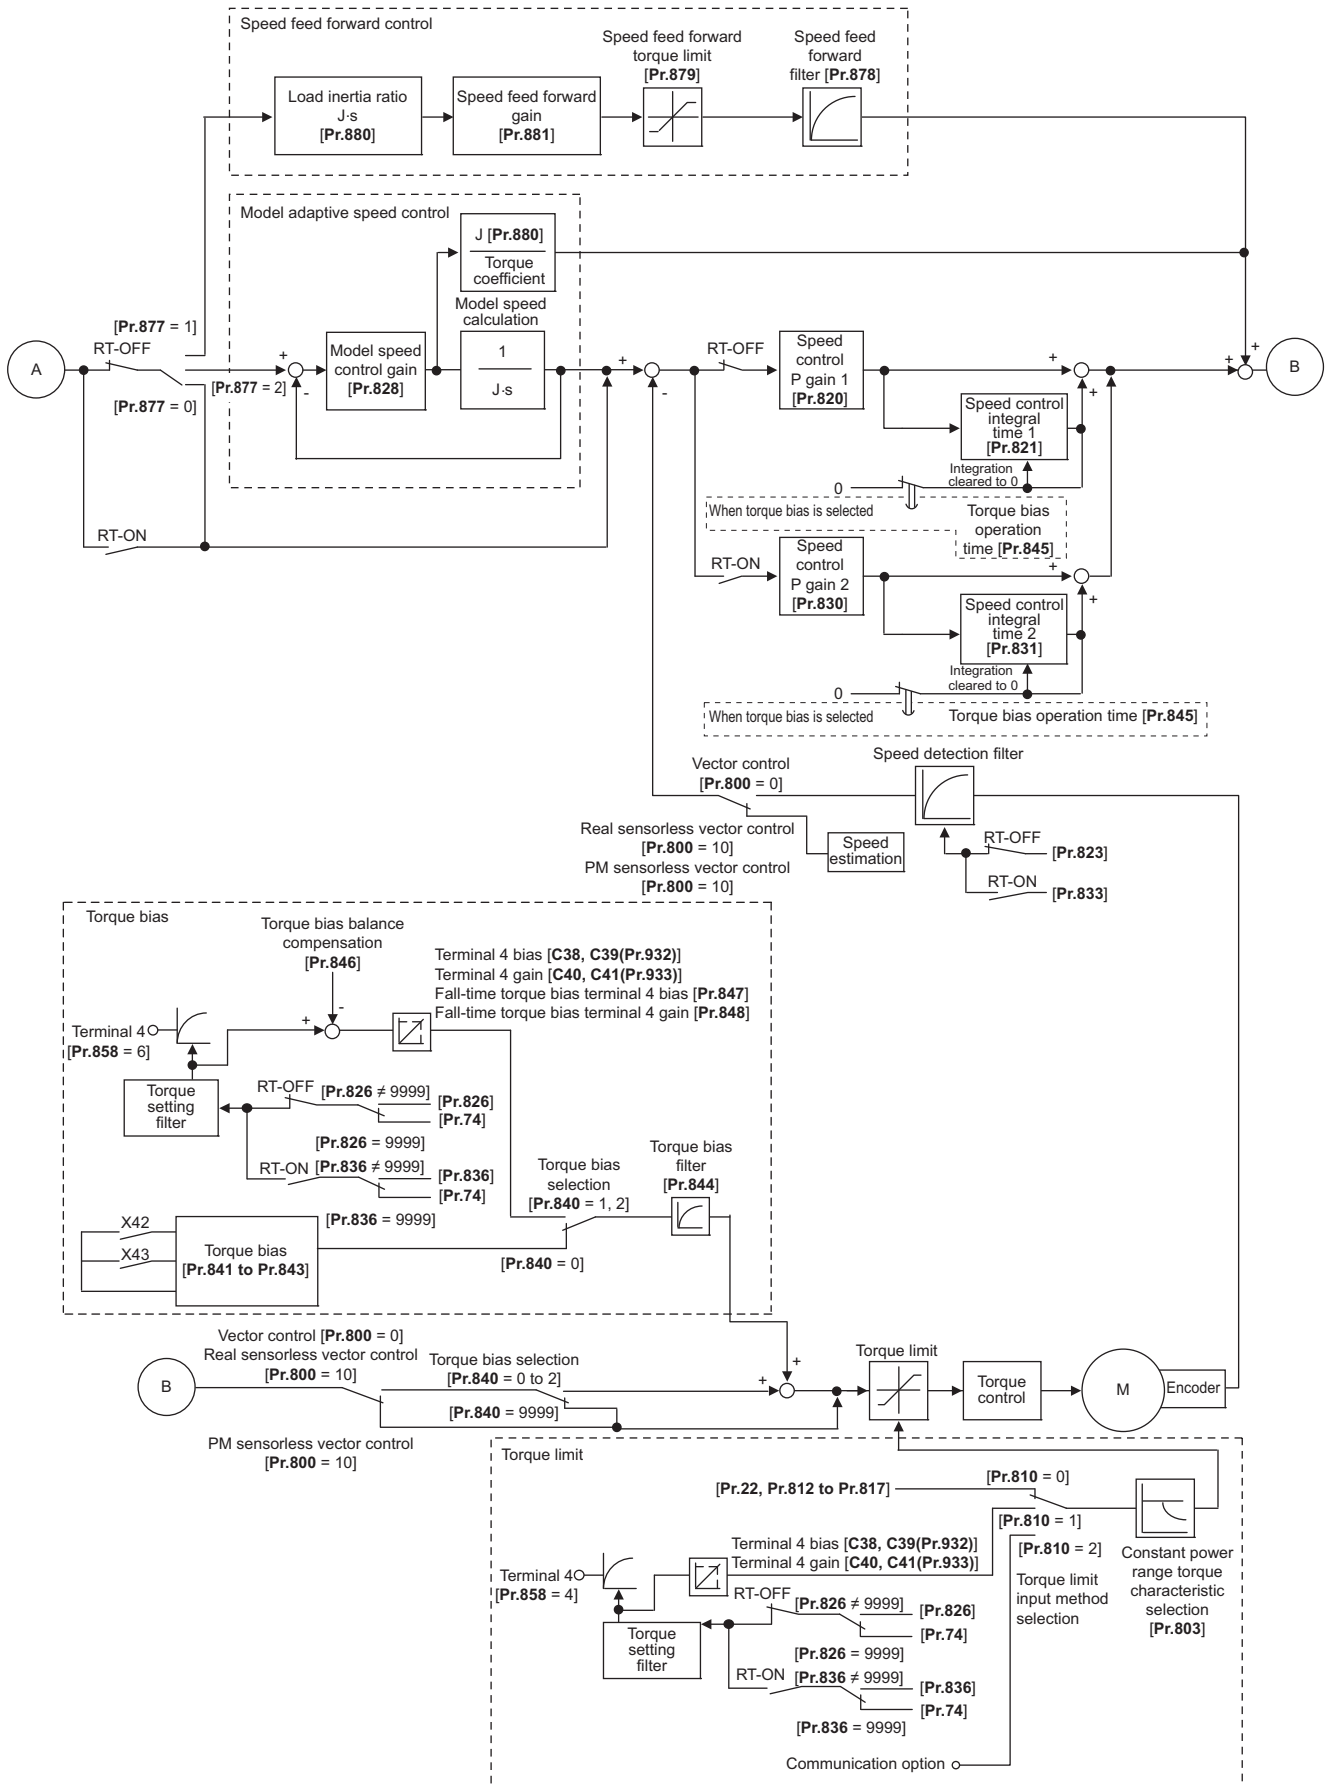 Speed feed forward control
Speed feed forward
torque limit
[Pr.879]
Speed feed
forward
filter [Pr.878]
Load inertia ratio
J·s
[Pr.880]
Speed feed forward
gain
[Pr.881]
Model adaptive speed control
J [Pr.880]
Torque
coefficient
Model speed
calculation
[Pr.877 = 1]
RT-OFF
A
[Pr.877 = 2]
[Pr.877 = 0]
+
-
Model speed
control gain
[Pr.828]
1
J·s
+
-
RT-OFF
Speed
control
P gain 1
[Pr.820]
+
+
+
+
B
Speed control
integral
time 1
[Pr.821]
Integration
cleared to 0
0
When torque bias is selected
Torque bias
operation
time [Pr.845]
RT-ON
RT-ON
Speed
control
P gain 2
[Pr.830]
+
+
Speed control
integral
time 2
[Pr.831]
Integration
cleared to 0
0
When torque bias is selected
Torque bias operation time [Pr.845]
Speed detection filter
Vector control
[Pr.800 = 0]
Real sensorless vector control
[Pr.800 = 10]
PM sensorless vector control
[Pr.800 = 10]
Speed
estimation
RT-OFF
[Pr.823]
RT-ON
[Pr.833]
Torque bias
Torque bias balance
compensation
[Pr.846]
-
+
Terminal 4 bias [C38, C39(Pr.932)]
Terminal 4 gain [C40, C41(Pr.933)]
Fall-time torque bias terminal 4 bias [Pr.847]
Fall-time torque bias terminal 4 gain [Pr.848]
Terminal 4
[Pr.858 = 6]
Torque
setting
filter
RT-OFF
[Pr.826 ≠ 9999]
[Pr.826]
[Pr.74]
[Pr.826 = 9999]
RT-ON
[Pr.836 ≠ 9999]
[Pr.836]
[Pr.74]
[Pr.836 = 9999]
Torque bias
selection
[Pr.840 = 1, 2]
Torque bias
filter
[Pr.844]
X42
X43
Torque bias
[Pr.841 to Pr.843]
[Pr.840 = 0]
Vector control [Pr.800 = 0]
Real sensorless vector control
[Pr.800 = 10]
B
Torque bias selection
[Pr.840 = 0 to 2]
[Pr.840 = 9999]
PM sensorless vector control
[Pr.800 = 10]
+
+
Torque limit
Torque
control
M
Encoder
Torque limit
[Pr.22, Pr.812 to Pr.817]
[Pr.810 = 0]
[Pr.810 = 1]
[Pr.810 = 2]
Torque limit
input method
selection
Constant power
range torque
characteristic
selection
[Pr.803]
Terminal 4 bias [C38, C39(Pr.932)]
Terminal 4 gain [C40, C41(Pr.933)]
Terminal 4
[Pr.858 = 4]
Torque
setting
filter
RT-OFF
[Pr.826 ≠ 9999]
[Pr.826]
[Pr.74]
[Pr.826 = 9999]
RT-ON
[Pr.836 ≠ 9999]
[Pr.836]
[Pr.74]
[Pr.836 = 9999]
Communication option